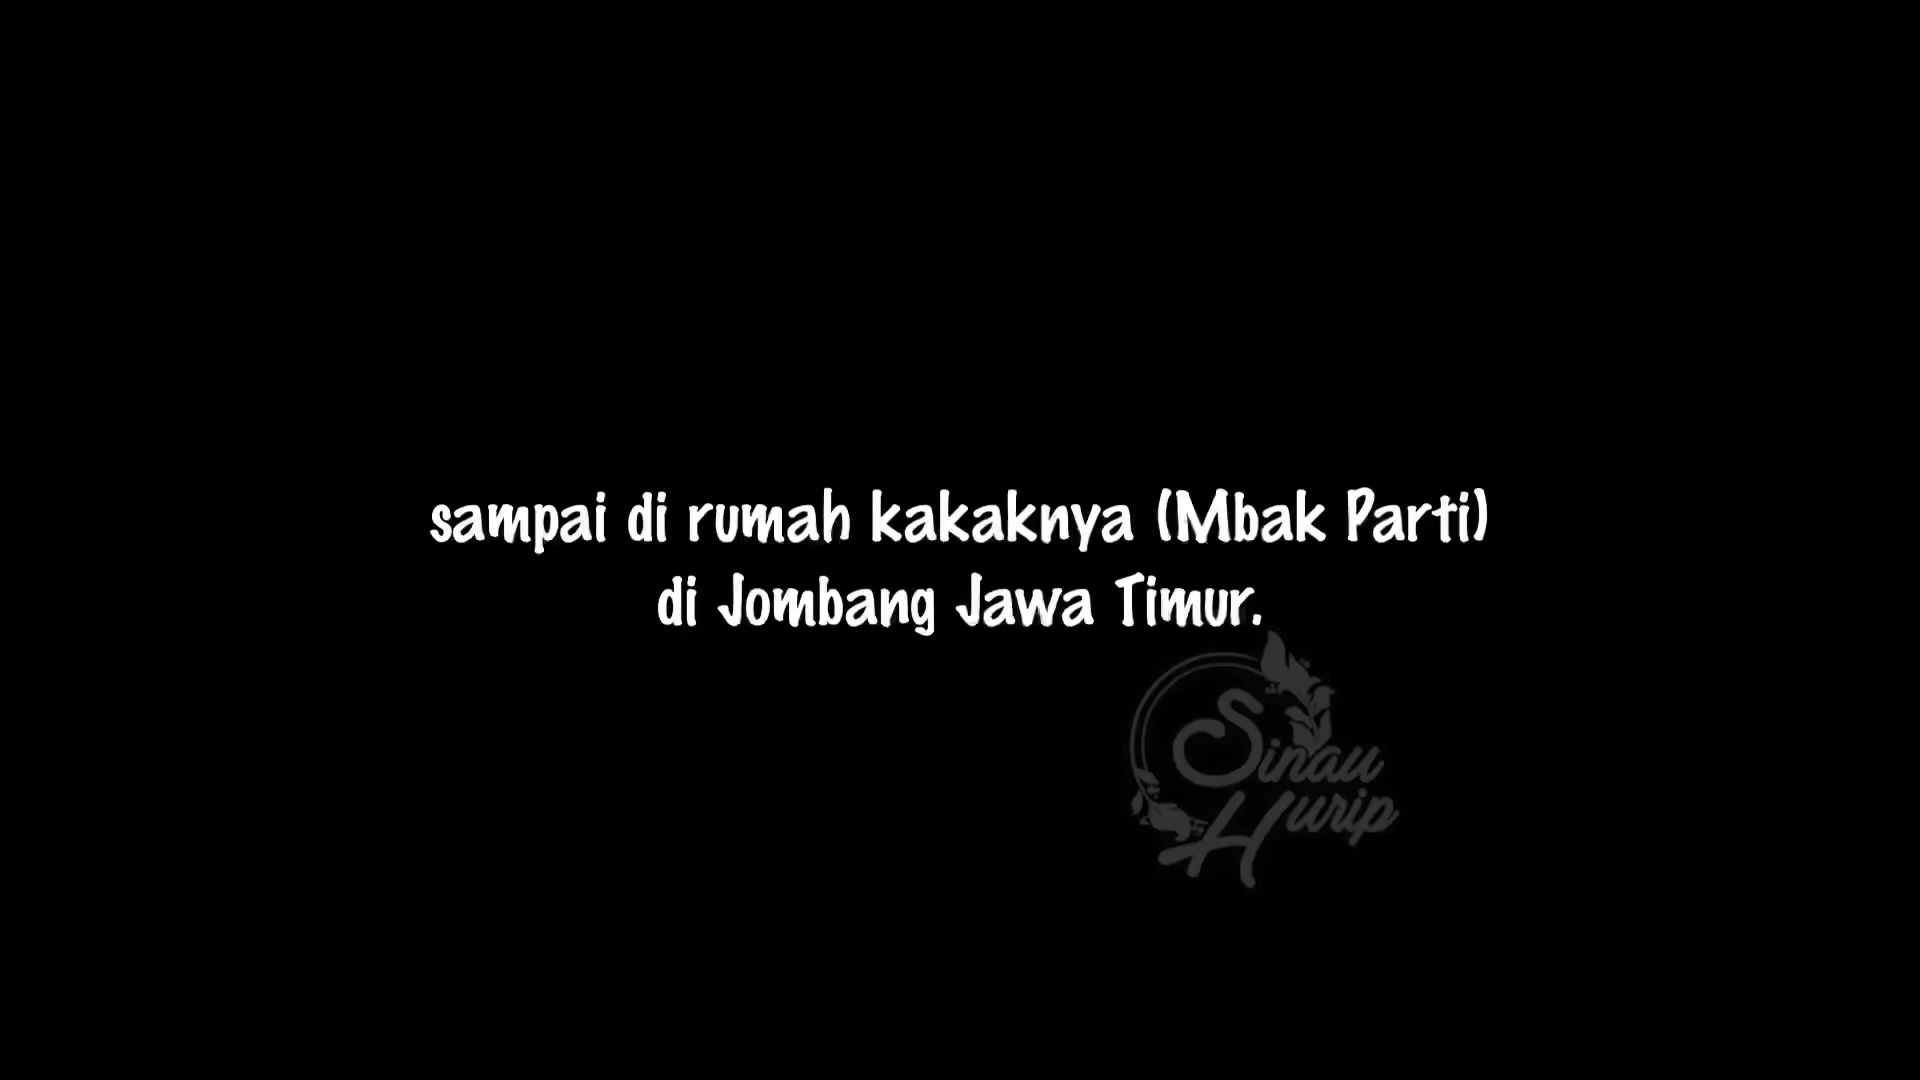 sampai di rumah kakaknya (Mbak Parti)
di Jombang Jawa Timur.
Sinau
Hurip